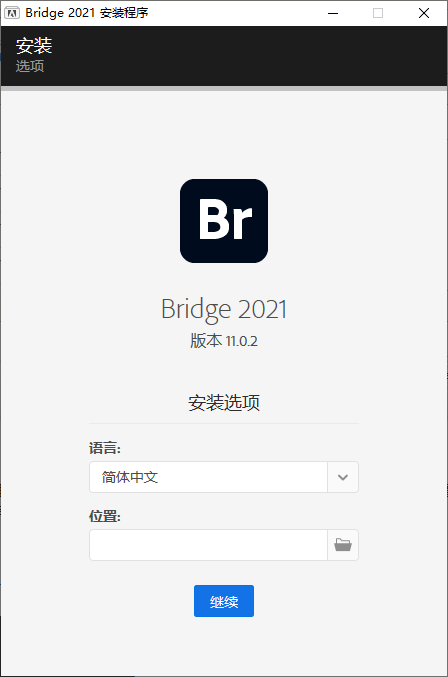 Bridge 2021 安装程序
安装
选项
Br
Bridge 2021
版本 11.0.2
安装选项
语言:
简体中文
位置:
继续